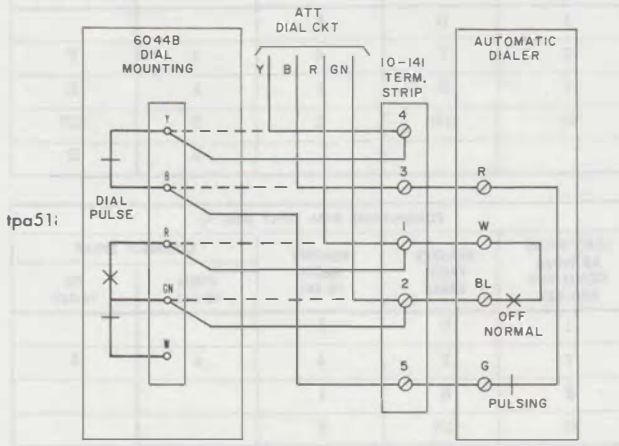 ATT
DIAL CKT
6044B
DIAL
MOUNTING
AUTOMATIC
DIALER
Y B R GN
10-141
TERM.
STRIP
Y
4
B
3
R
DIAL
PULSE
tpa51
R
1
W
GN
2
BL
OFF
NORMAL
W
5
G
PULSING